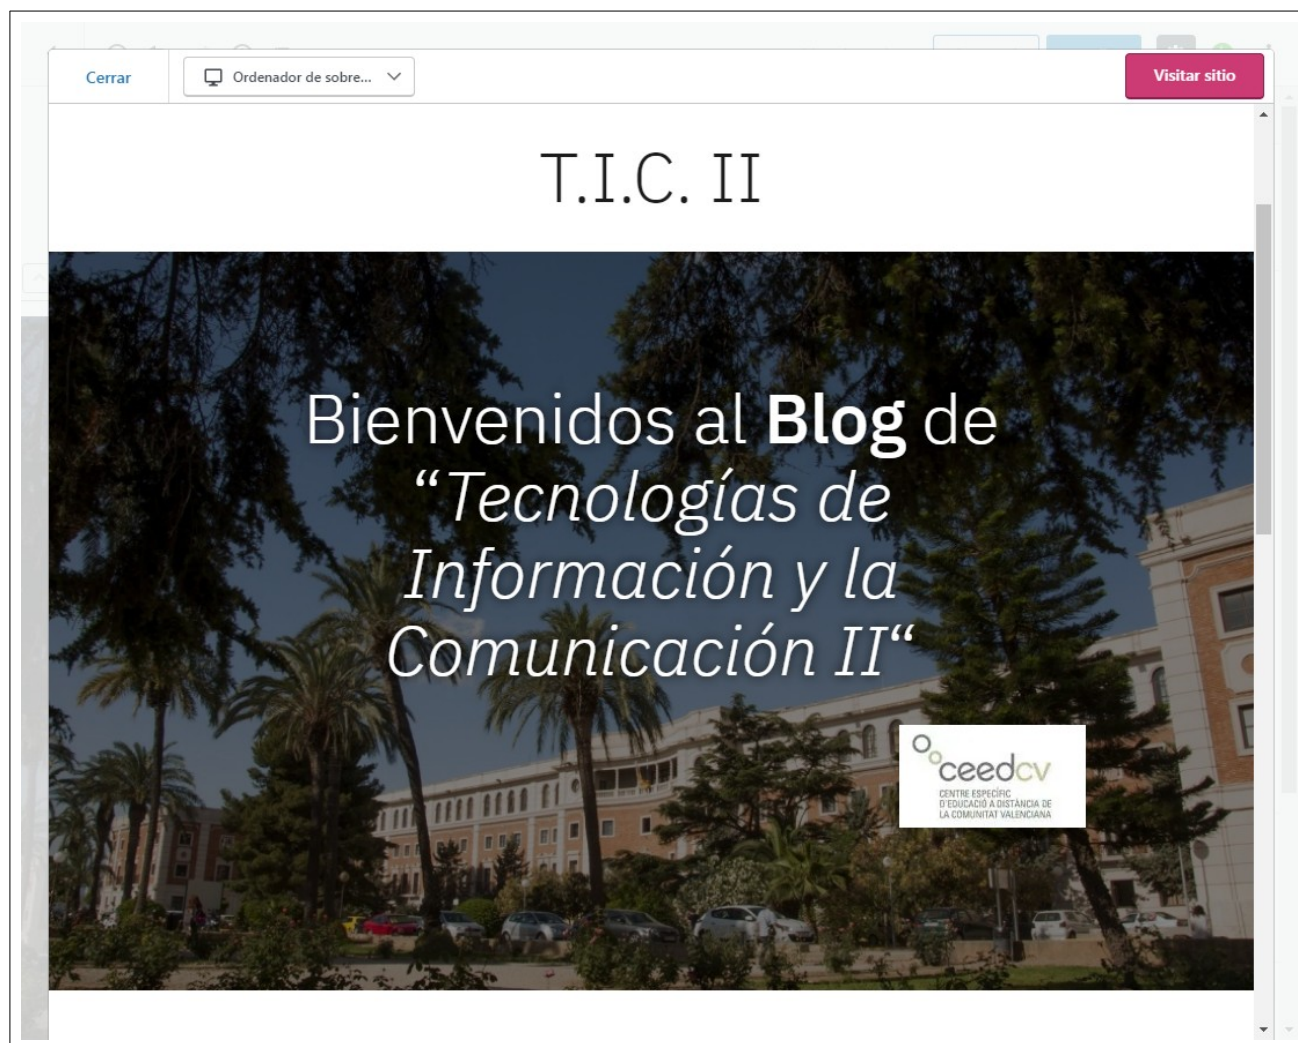 Cerrar
Ordenador de sobre...
Visitar sitio
T.I.C. II
Bienvenidos al Blog de
“Tecnologías de
Información y la
Comunicación II“
ceedcv
CENTRE ESPECÍFIC
D'EDUCACIÓ A DISTÀNCIA DE
LA COMUNITAT VALENCIANA